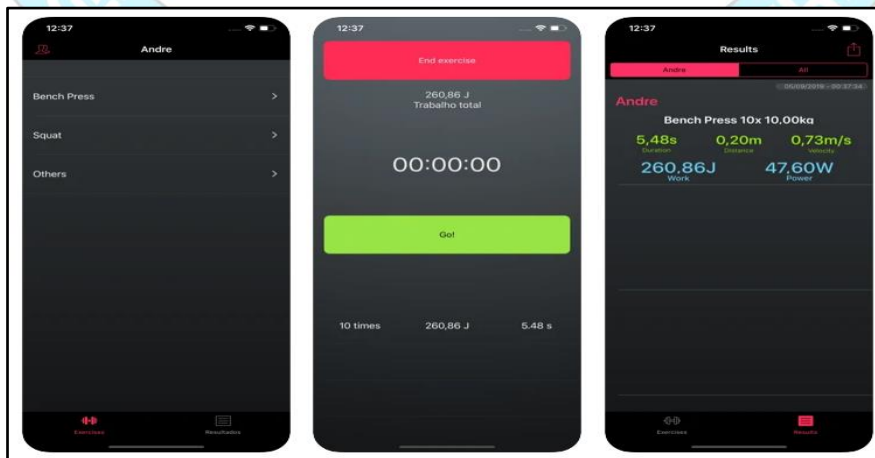 12:37
Andre
Bench Press
Squat
Others
Exercises
Resultados
12:37
End exercise
260,86 J
Trabalho total
00:00:00
Go!
10 times 260,86 J 5.48 s
12:37
Results
Andre All
06/09/2019 - 00:37:34
Andre
Bench Press 10x 10,00kg
5,48s 0,20m 0,73m/s
Duration Distance Velocity
260,86J 47,60W
Work Power
Exercises Results